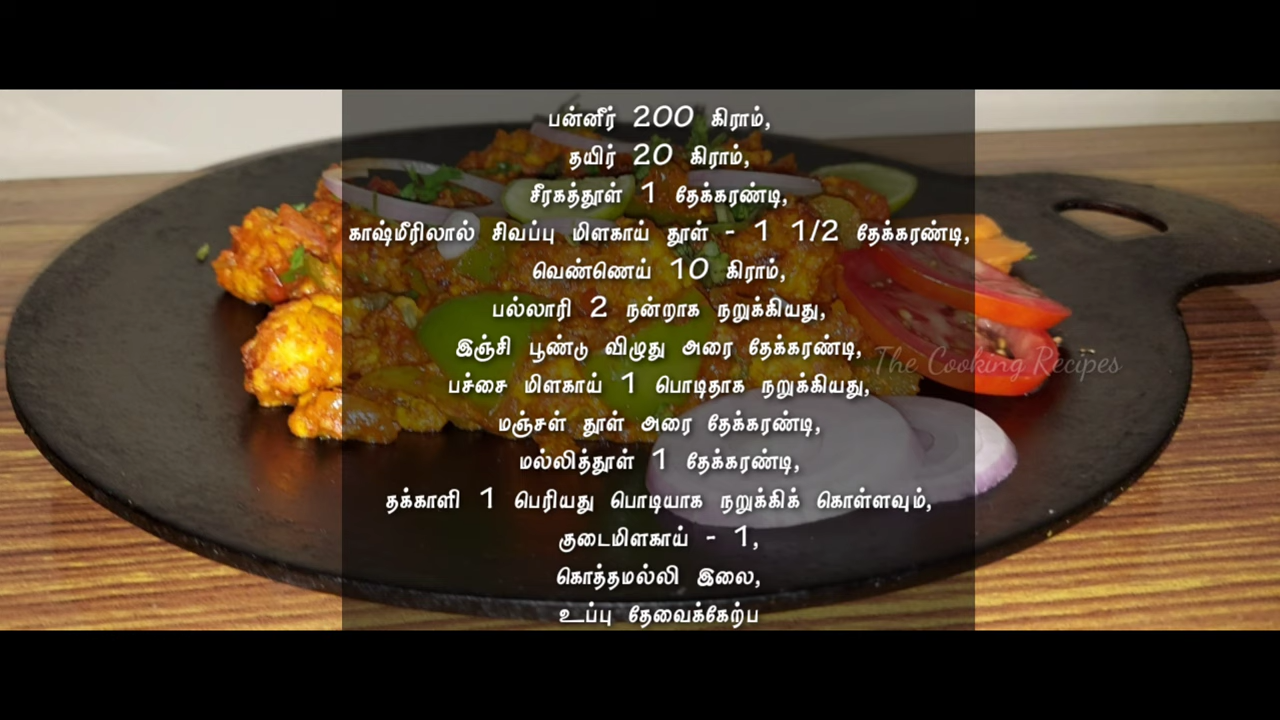 பன்னீர் 200 கிராம்,
தயிர் 20 கிராம்,
சீரகத்தூள் 1 தேக்கரண்டி,
காஷ்மீரிலால் சிவப்பு மிளகாய் தூள் - 1 1/2 தேக்கரண்டி,
வெண்ணெய் 10 கிராம்,
பல்லாரி 2 நன்றாக நறுக்கியது,
இஞ்சி பூண்டு விழுது அரை தேக்கரண்டி,
The Cooking Recipes
பச்சை மிளகாய் 1 பொடிதாக நறுக்கியது,
மஞ்சள் தூள் அரை தேக்கரண்டி,
மல்லித்தூள் 1 தேக்கரண்டி,
தக்காளி 1 பெரியது பொடியாக நறுக்கிக் கொள்ளவும்,
குடைமிளகாய் - 1,
கொத்தமல்லி இலை,
உப்பு தேவைக்கேற்ப